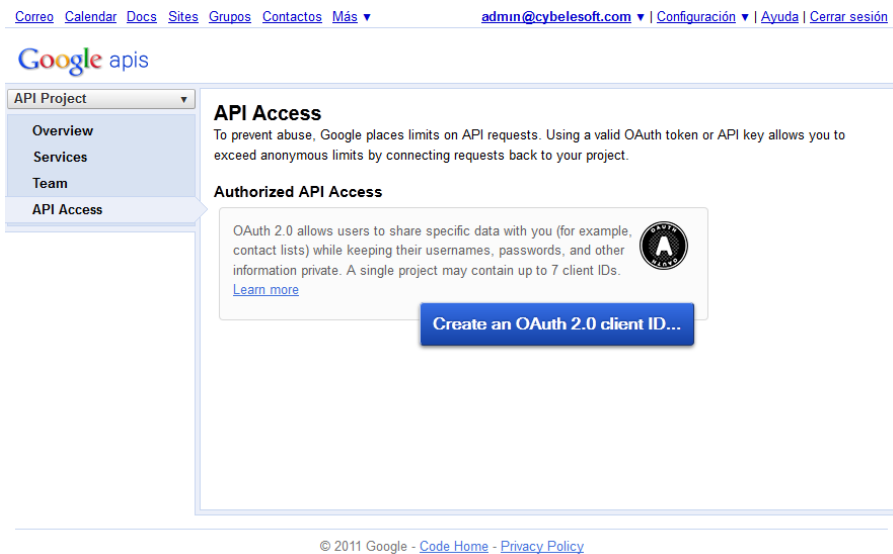 Correo Calendar Docs Sites Grupos Contactos Más ▼ admin@cybelesoft.com ▼ | Configuración ▼ | Ayuda | Cerrar sesión
Google apis
API Project ▼
Overview
Services
Team
API Access
API Access
To prevent abuse, Google places limits on API requests. Using a valid OAuth token or API key allows you to
exceed anonymous limits by connecting requests back to your project.
Authorized API Access
OAuth 2.0 allows users to share specific data with you (for example,
contact lists) while keeping their usernames, passwords, and other
information private. A single project may contain up to 7 client IDs.
Learn more
OAUTH
A
OAUTH
Create an OAuth 2.0 client ID...
© 2011 Google - Code Home - Privacy Policy